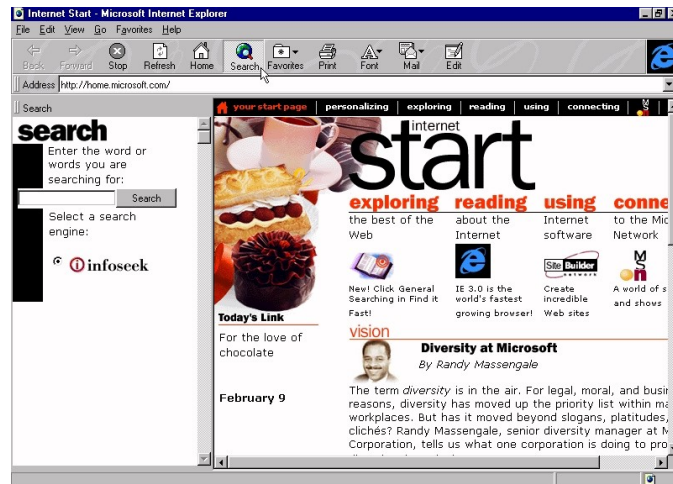 Internet Start - Microsoft Internet Explorer
File Edit View Go Favorites Help
Back Forward Stop Refresh Home Search Favorites Print Font Mail Edit
Address http://home.microsoft.com/
Search
search
Enter the word or
words you are
searching for:
Search
Select a search
engine:
infoseek
your start page personalizing exploring reading using connecting
internet
start
exploring reading using conne
the best of the about the Internet to the Mic
Web Internet software Network
Site Builder
network
msn
New! Click General IE 3.0 is the Create A world of s
Searching in Find it world's fastest incredible and shows
Fast! growing browser! Web sites
Today's Link
For the love of
chocolate
February 9
vision
Diversity at Microsoft
By Randy Massengale
The term diversity is in the air. For legal, moral, and busin
reasons, diversity has moved up the priority list within ma
workplaces. But has it moved beyond slogans, platitudes,
clichés? Randy Massengale, senior diversity manager at M
Corporation, tells us what one corporation is doing to pro